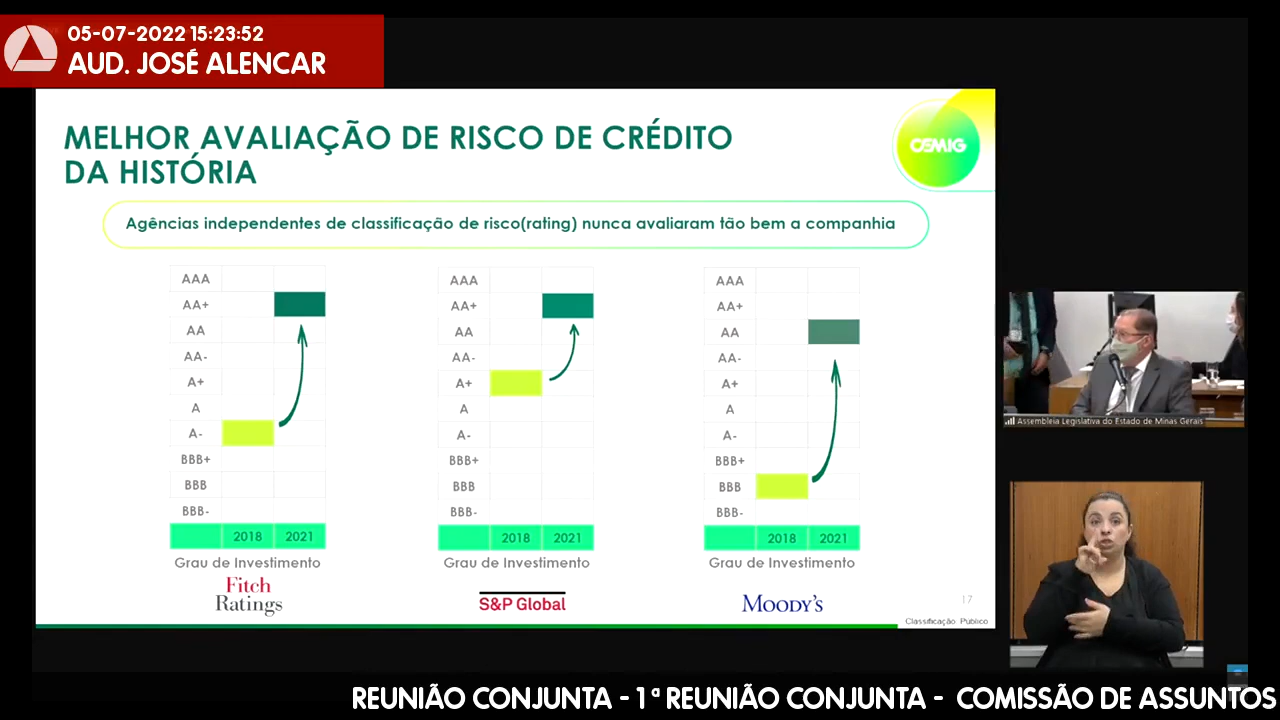 05-07-2022 15:23:52
AUD. JOSÉ ALENCAR
MELHOR AVALIAÇÃO DE RISCO DE CRÉDITO
DA HISTÓRIA
CEMIG
Agências independentes de classificação de risco(rating) nunca avaliaram tão bem a companhia
AAA
AA+
AA
AA-
A+
A
A-
BBB+
BBB
BBB-
2018 2021
Grau de Investimento
Fitch
Ratings
AAA
AA+
AA
AA-
A+
A
A-
BBB+
BBB
BBB-
2018 2021
Grau de Investimento
S&P Global
AAA
AA+
AA
AA-
A+
A
A-
BBB+
BBB
BBB-
2018 2021
Grau de Investimento
MOODY'S
17
Classificação: Público
Assembleia Legislativa do Estado de Minas Gerais
REUNIÃO CONJUNTA - 1ª REUNIÃO CONJUNTA - COMISSÃO DE ASSUNTOS